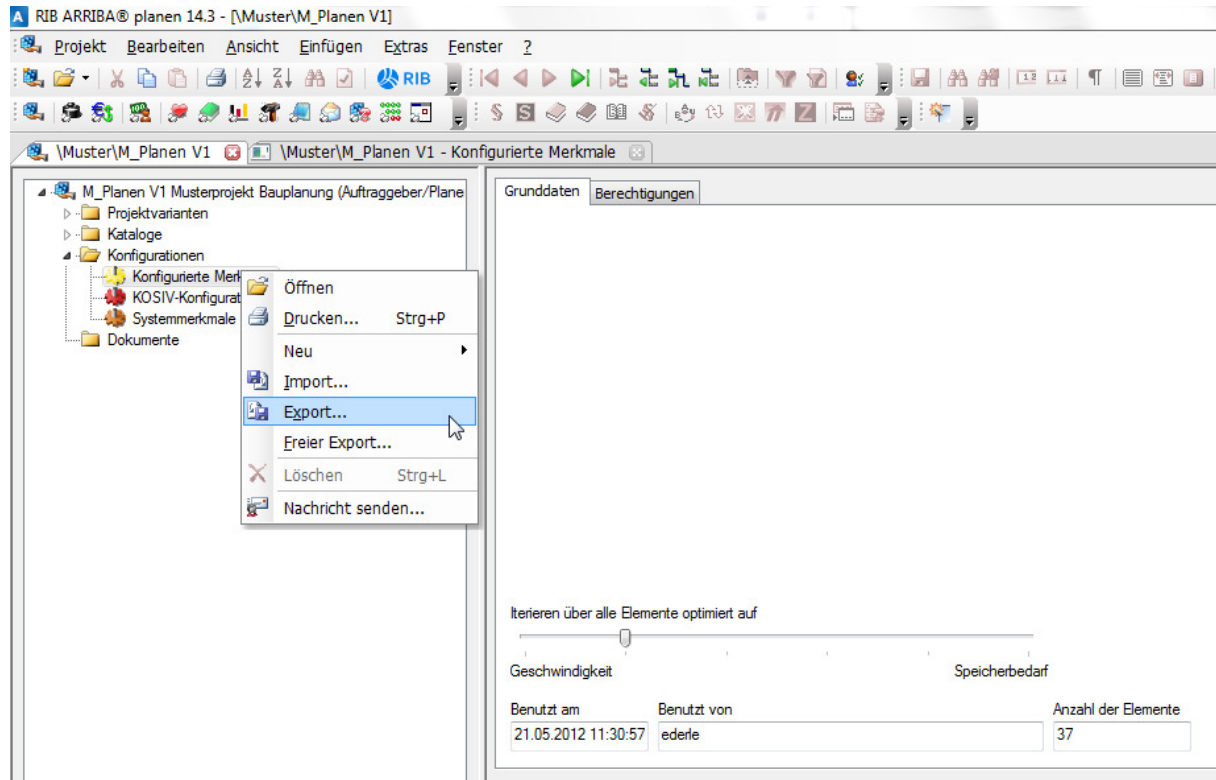 RIB ARRIBA® planen 14.3 - [\Muster\M_Planen V1]
Projekt Bearbeiten Ansicht Einfügen Extras Fenster ?
RIB
\Muster\M_Planen V1 \Muster\M_Planen V1 - Konfigurierte Merkmale
M_Planen V1 Musterprojekt Bauplanung (Auftraggeber/Plane
Projektvarianten
Kataloge
Konfigurationen
Konfigurierte Mer
KOSIV-Konfigurat
Systemmerkmale
Dokumente
Öffnen
Drucken... Strg+P
Neu
Import...
Export...
Freier Export...
Löschen Strg+L
Nachricht senden...
Grunddaten Berechtigungen
Iterieren über alle Elemente optimiert auf
Geschwindigkeit Speicherbedarf
Benutzt am Benutzt von Anzahl der Elemente
21.05.2012 11:30:57 ederle 37